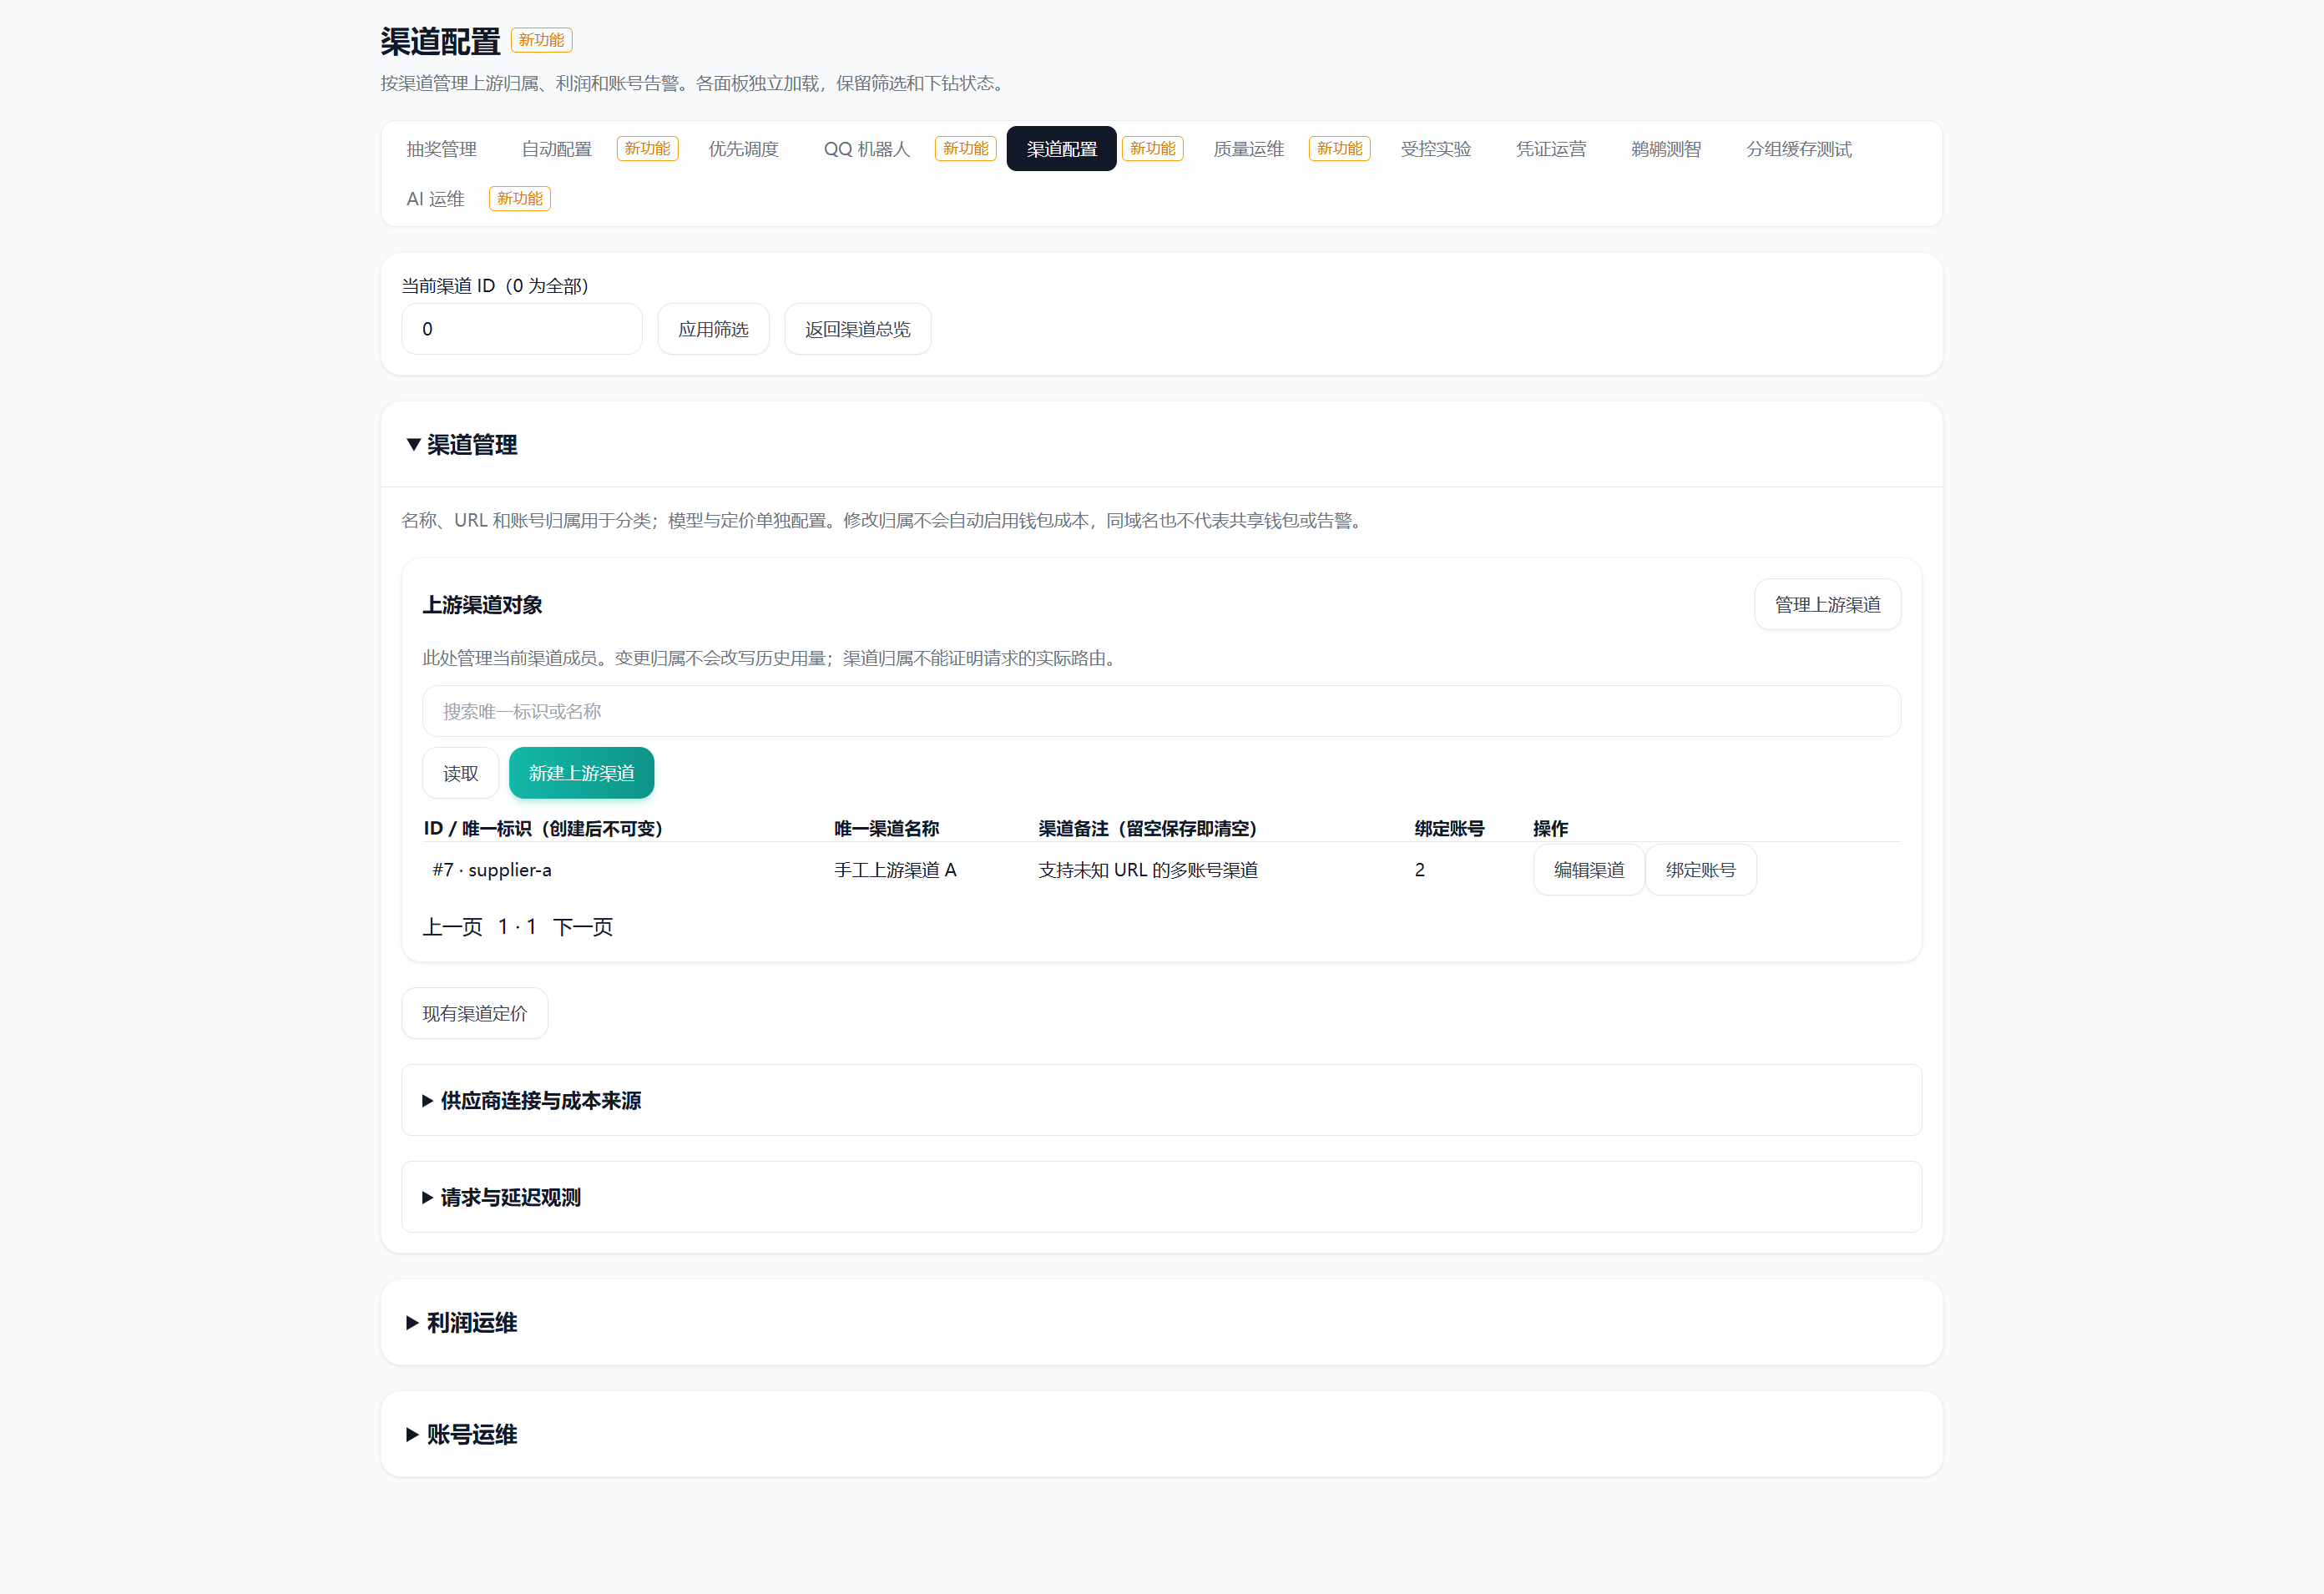 渠道配置 新功能
按渠道管理上游归属、利润和账号告警。各面板独立加载，保留筛选和下钻状态。
抽奖管理 自动配置 新功能 优先调度 QQ 机器人 新功能 渠道配置 新功能 质量运维 新功能 受控实验 凭证运营 鹈鹕测智 分组缓存测试
AI 运维 新功能
当前渠道 ID（0 为全部）
0 应用筛选 返回渠道总览
▼ 渠道管理
名称、URL 和账号归属用于分类；模型与定价单独配置。修改归属不会自动启用钱包成本，同域名也不代表共享钱包或告警。
上游渠道对象 管理上游渠道
此处管理当前渠道成员。变更归属不会改写历史用量；渠道归属不能证明请求的实际路由。
搜索唯一标识或名称
读取 新建上游渠道
ID / 唯一标识（创建后不可变） 唯一渠道名称 渠道备注（留空保存即清空） 绑定账号 操作
#7 · supplier-a 手工上游渠道 A 支持未知 URL 的多账号渠道 2 编辑渠道 绑定账号
上一页 1 · 1 下一页
现有渠道定价
▶ 供应商连接与成本来源
▶ 请求与延迟观测
▶ 利润运维
▶ 账号运维